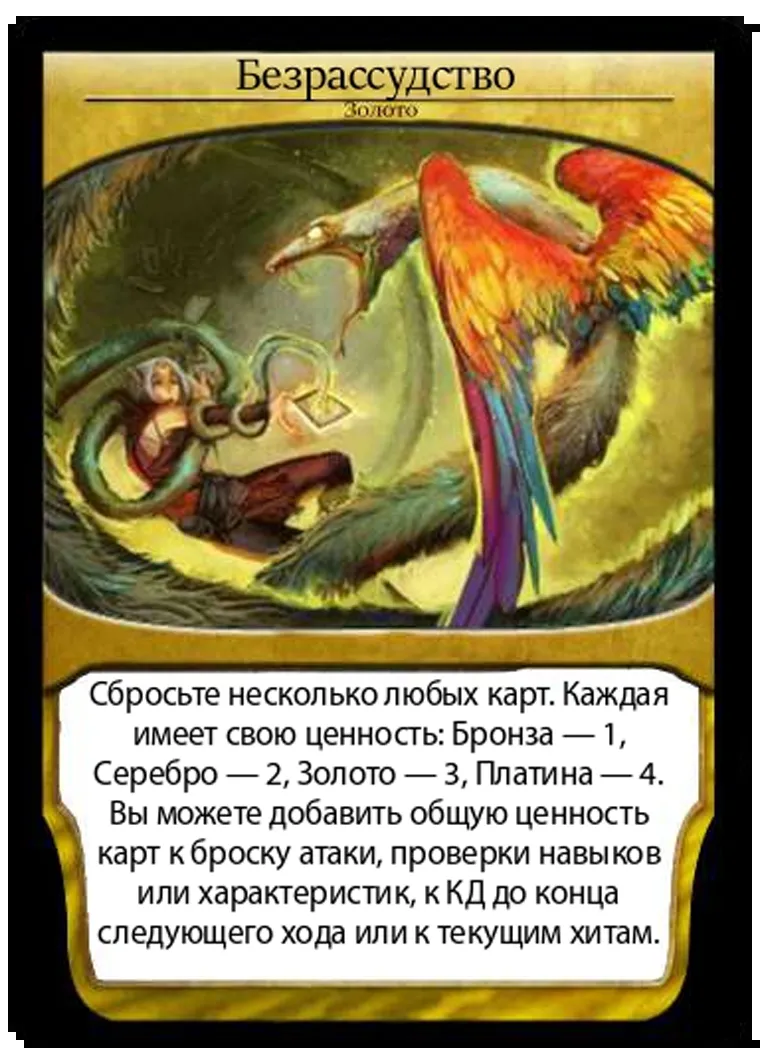 Безрассудство
Золото
Сбросьте несколько любых карт. Каждая
имеет свою ценность: Бронза — 1,
Серебро — 2, Золото — 3, Платина — 4.
Вы можете добавить общую ценность
карт к броску атаки, проверки навыков
или характеристик, к КД до конца
следующего хода или к текущим хитам.